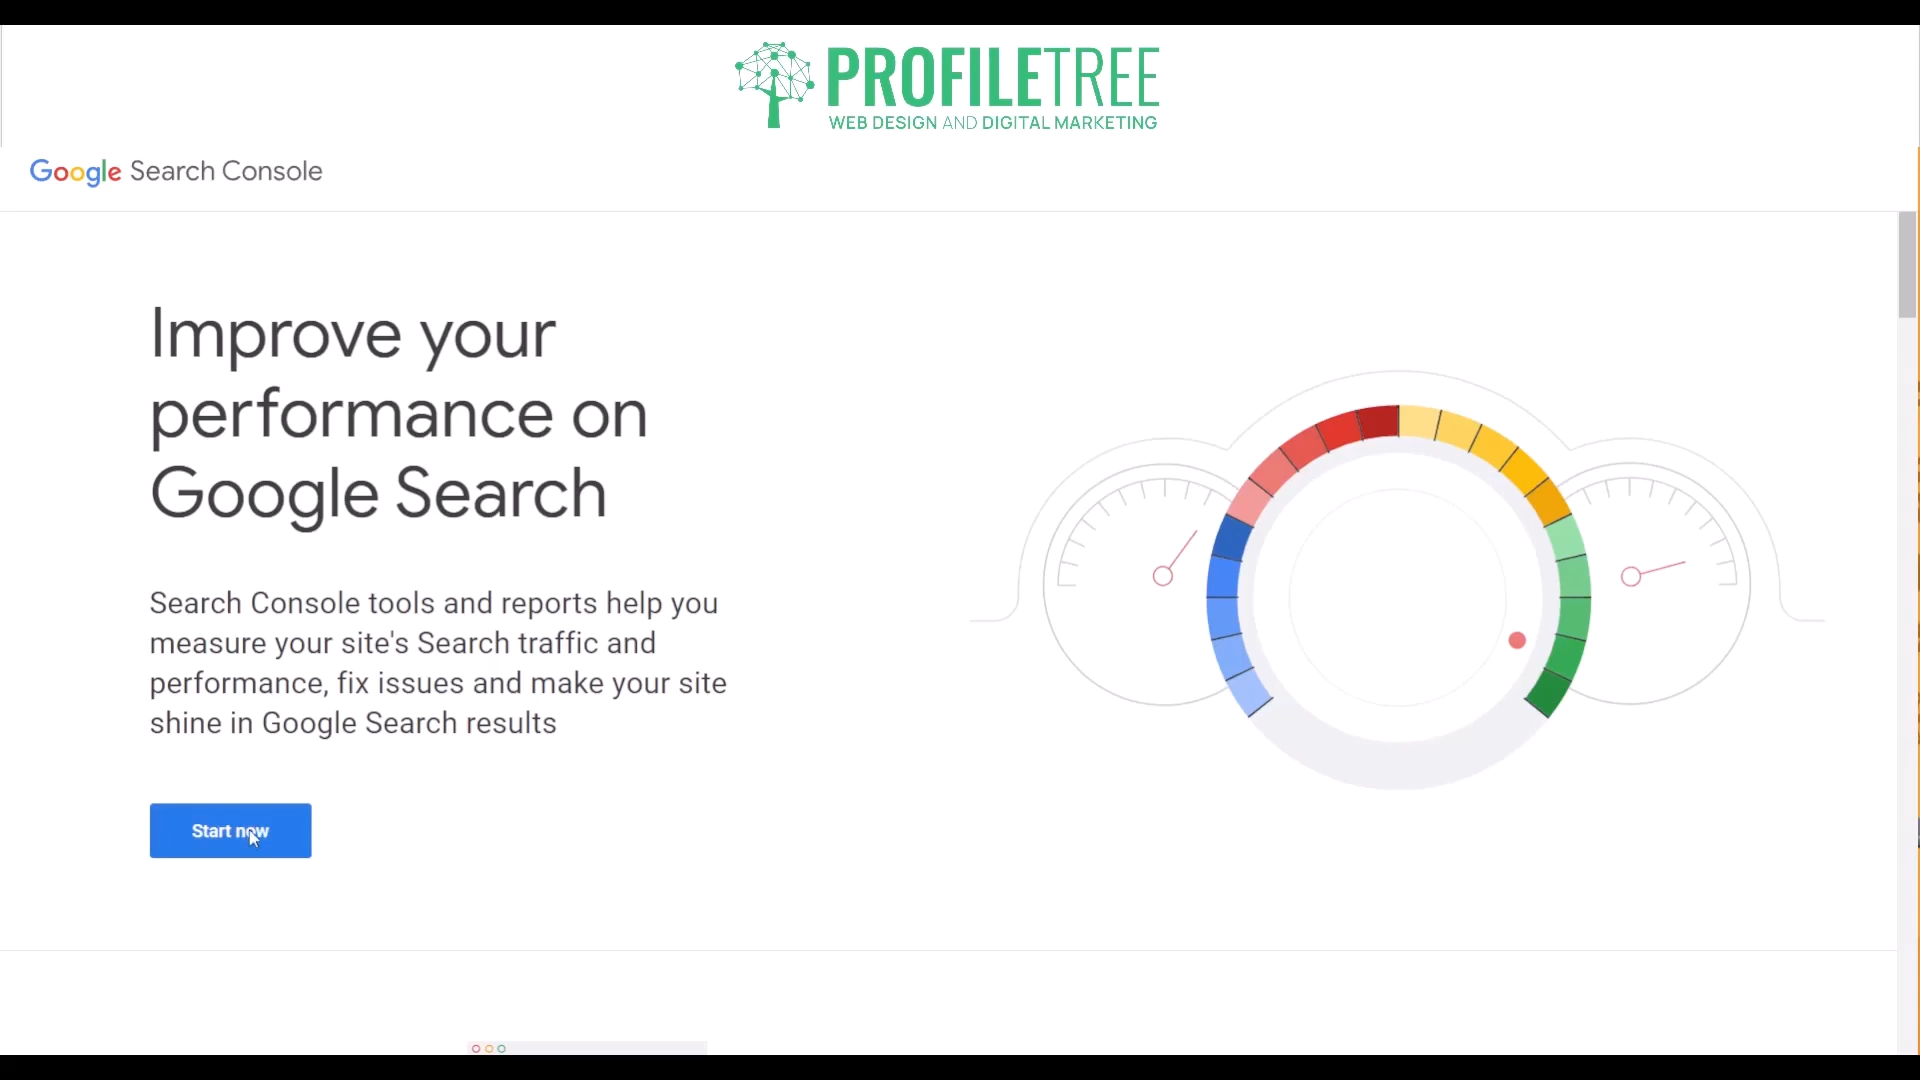 PROFILETREE
WEB DESIGN AND DIGITAL MARKETING
Google Search Console
Improve your
performance on
Google Search
Search Console tools and reports help you
measure your site's Search traffic and
performance, fix issues and make your site
shine in Google Search results
Start now